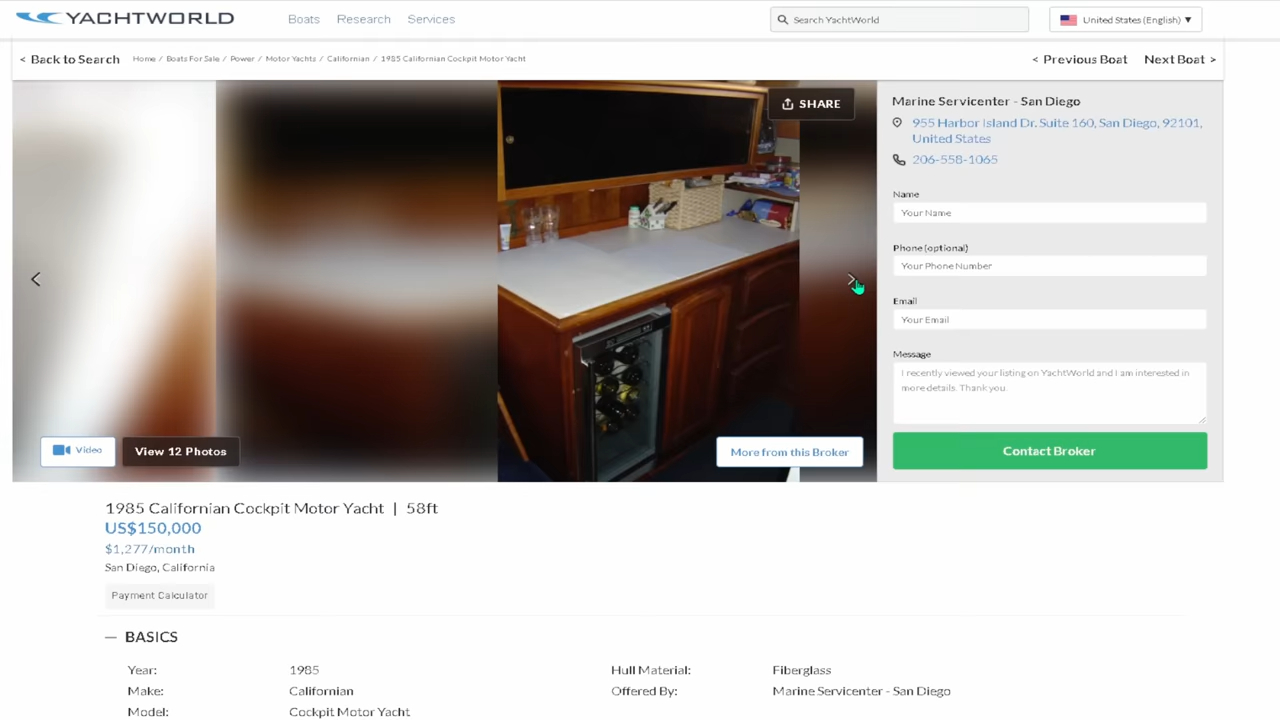 YACHTWORLD
Boats Research Services
Search YachtWorld
United States (English) ▼
< Back to Search
Home / Boats For Sale / Power / Motor Yachts / Californian / 1985 Californian Cockpit Motor Yacht
< Previous Boat Next Boat >
SHARE
Video
View 12 Photos
More from this Broker
Marine Servicenter - San Diego
955 Harbor Island Dr. Suite 160, San Diego, 92101,
United States
206-558-1065
Name
Your Name
Phone (optional)
Your Phone Number
Email
Your Email
Message
I recently viewed your listing on YachtWorld and I am interested in
more details. Thank you.
Contact Broker
1985 Californian Cockpit Motor Yacht | 58ft
US$150,000
$1,277/month
San Diego, California
Payment Calculator
— BASICS
Year: 1985 Hull Material: Fiberglass
Make: Californian Offered By: Marine Servicenter - San Diego
Model: Cockpit Motor Yacht